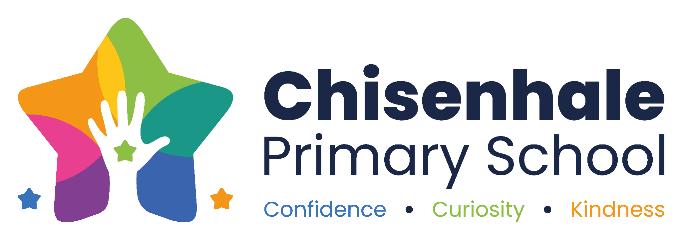 Chisenhale
Primary School
Confidence • Curiosity • Kindness